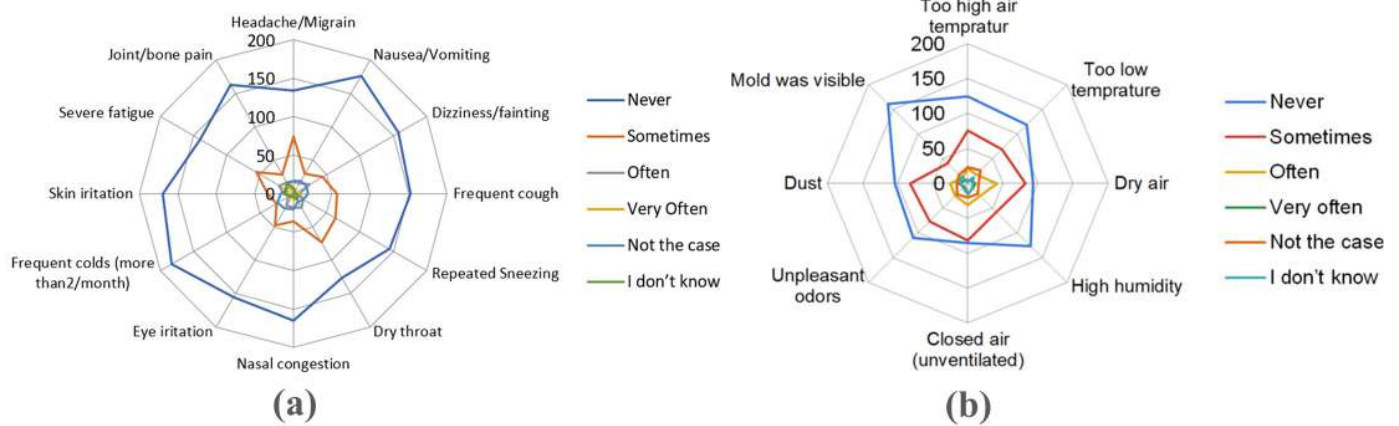 Headache/Migrain
200
Joint/bone pain
Nausea/Vomiting
150
Severe fatigue
100
Dizziness/fainting
50
Skin iritation
0
Frequent cough
Frequent colds (more
than2/month)
Repeated Sneezing
Eye iritation
Dry throat
Nasal congestion
Never
Sometimes
Often
Very Often
Not the case
I don't know
(a)
Too high air
tempratur
200
Mold was visible
150
Too low
temprature
100
50
Dust
0
Dry air
Unpleasant
odors
High humidity
Closed air
(unventilated)
Never
Sometimes
Often
Very often
Not the case
I don't know
(b)